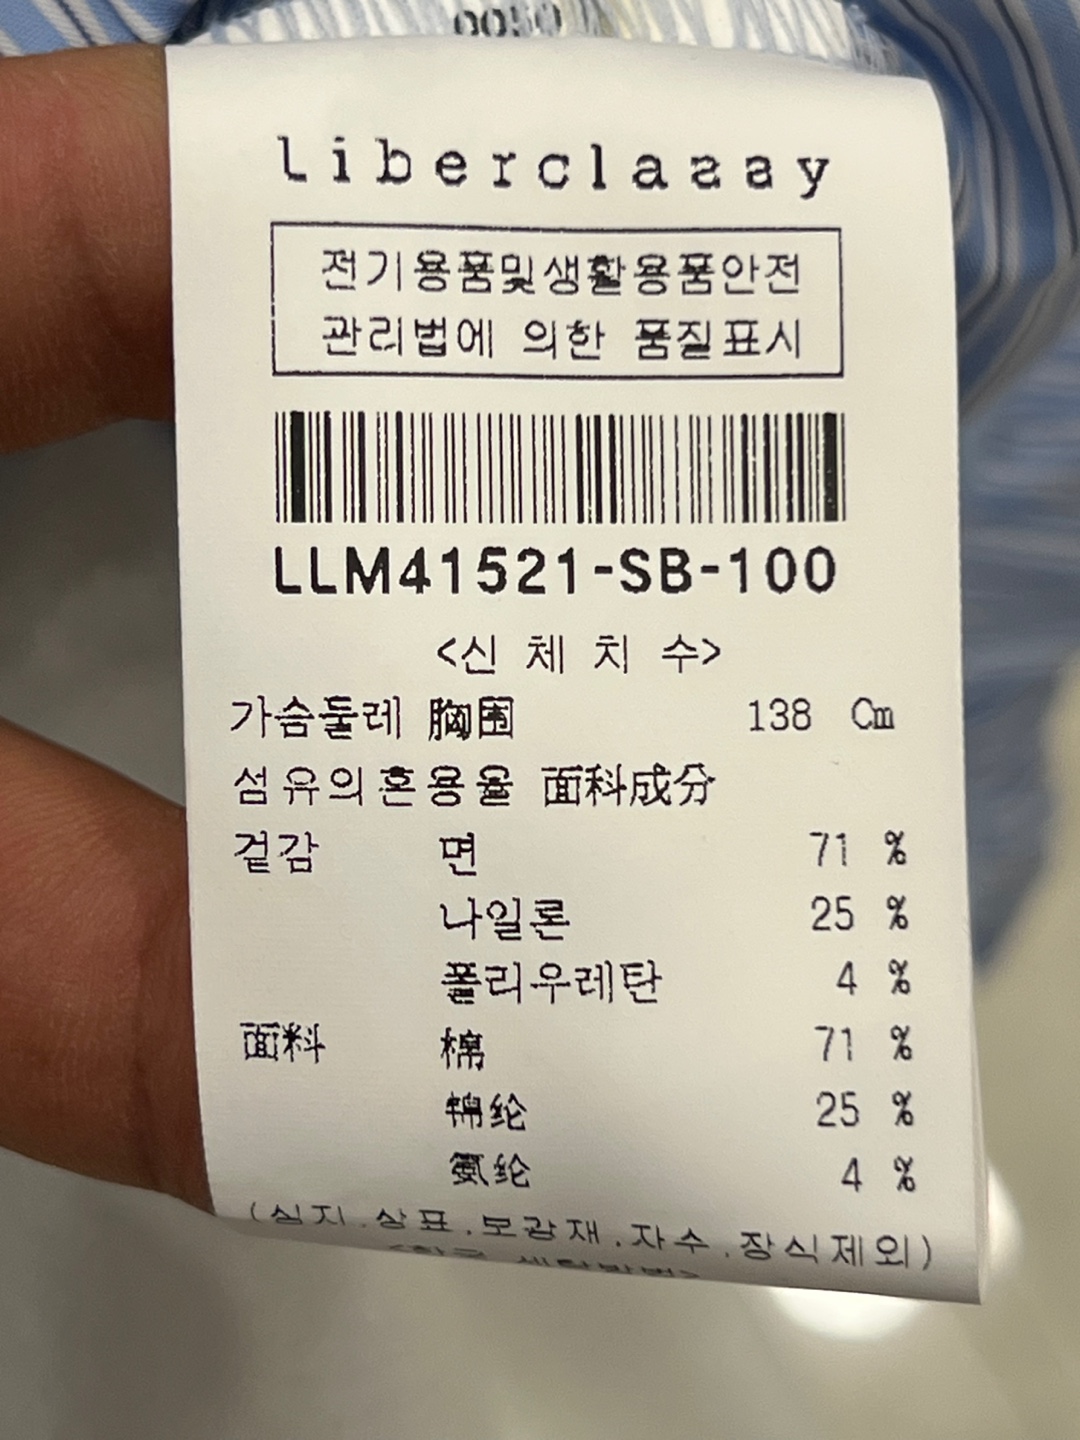 Liberclassy
전기용품및생활용품안전
관리법에 의한 품질표시
LLM41521-SB-100
<신 체 치 수>
가슴둘레 胸围 138 Cm
섬유의혼용율 面料成分
겉감 면 71 %
나일론 25 %
폴리우레탄 4 %
面料 棉 71 %
锦纶 25 %
氨纶 4 %
(심지.상표.보강재.자수.장식제외)